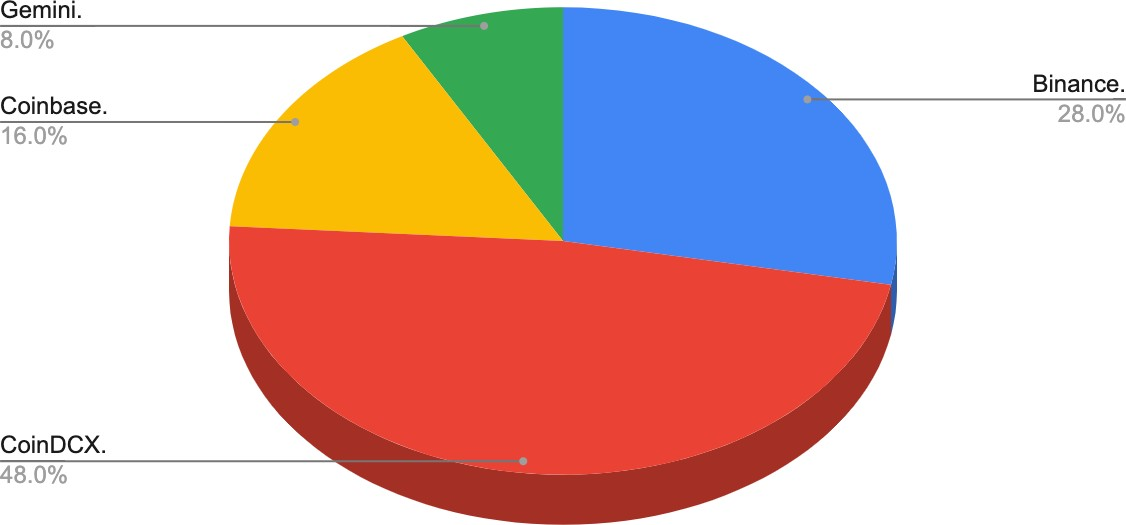 Gemini.
8.0%
Binance.
28.0%
Coinbase.
16.0%
CoinDCX.
48.0%